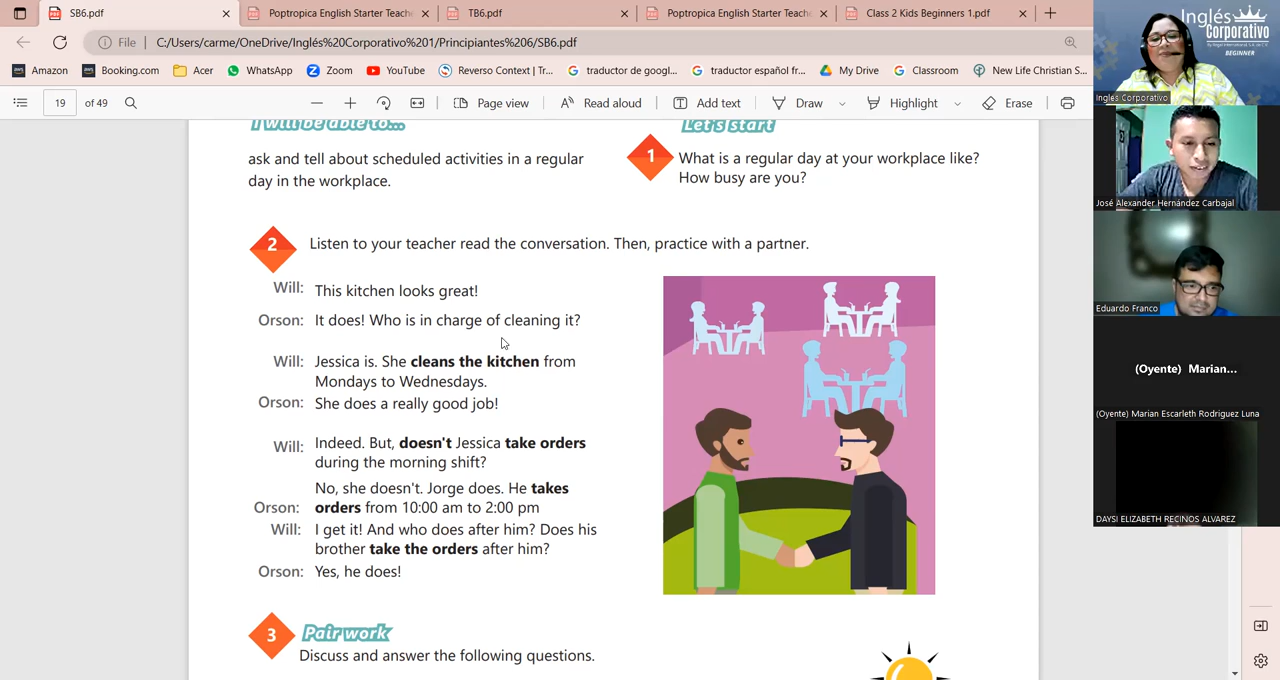 SB6.pdf
Poptropica English Starter Teache
TB6.pdf
Poptropica English Starter Teache
Class 2 Kids Beginners 1.pdf
File
C:/Users/carme/OneDrive/Inglés%20Corporativo%201/Principiantes%206/SB6.pdf
Amazon
Booking.com
Acer
WhatsApp
Zoom
YouTube
Reverso Context | Tr...
traductor de googl...
traductor español fr...
My Drive
Classroom
New Life Christian S...
19 of 49
Page view
Read aloud
Add text
Draw
Highlight
Erase
I will be able to...
ask and tell about scheduled activities in a regular
day in the workplace.
Let's start
1
What is a regular day at your workplace like?
How busy are you?
2
Listen to your teacher read the conversation. Then, practice with a partner.
Will: This kitchen looks great!
Orson: It does! Who is in charge of cleaning it?
Will: Jessica is. She cleans the kitchen from
Mondays to Wednesdays.
Orson: She does a really good job!
Will: Indeed. But, doesn't Jessica take orders
during the morning shift?
No, she doesn't. Jorge does. He takes
Orson: orders from 10:00 am to 2:00 pm
Will: I get it! And who does after him? Does his
brother take the orders after him?
Orson: Yes, he does!
3
Pair work
Discuss and answer the following questions.
Inglés
Corporativo
BEGINNER
Inglés Corporativo
José Alexander Hernández Carbajal
Eduardo Franco
(Oyente) Marian...
(Oyente) Marian Escarleth Rodriguez Luna
DAYSI ELIZABETH RECINOS ALVAREZ